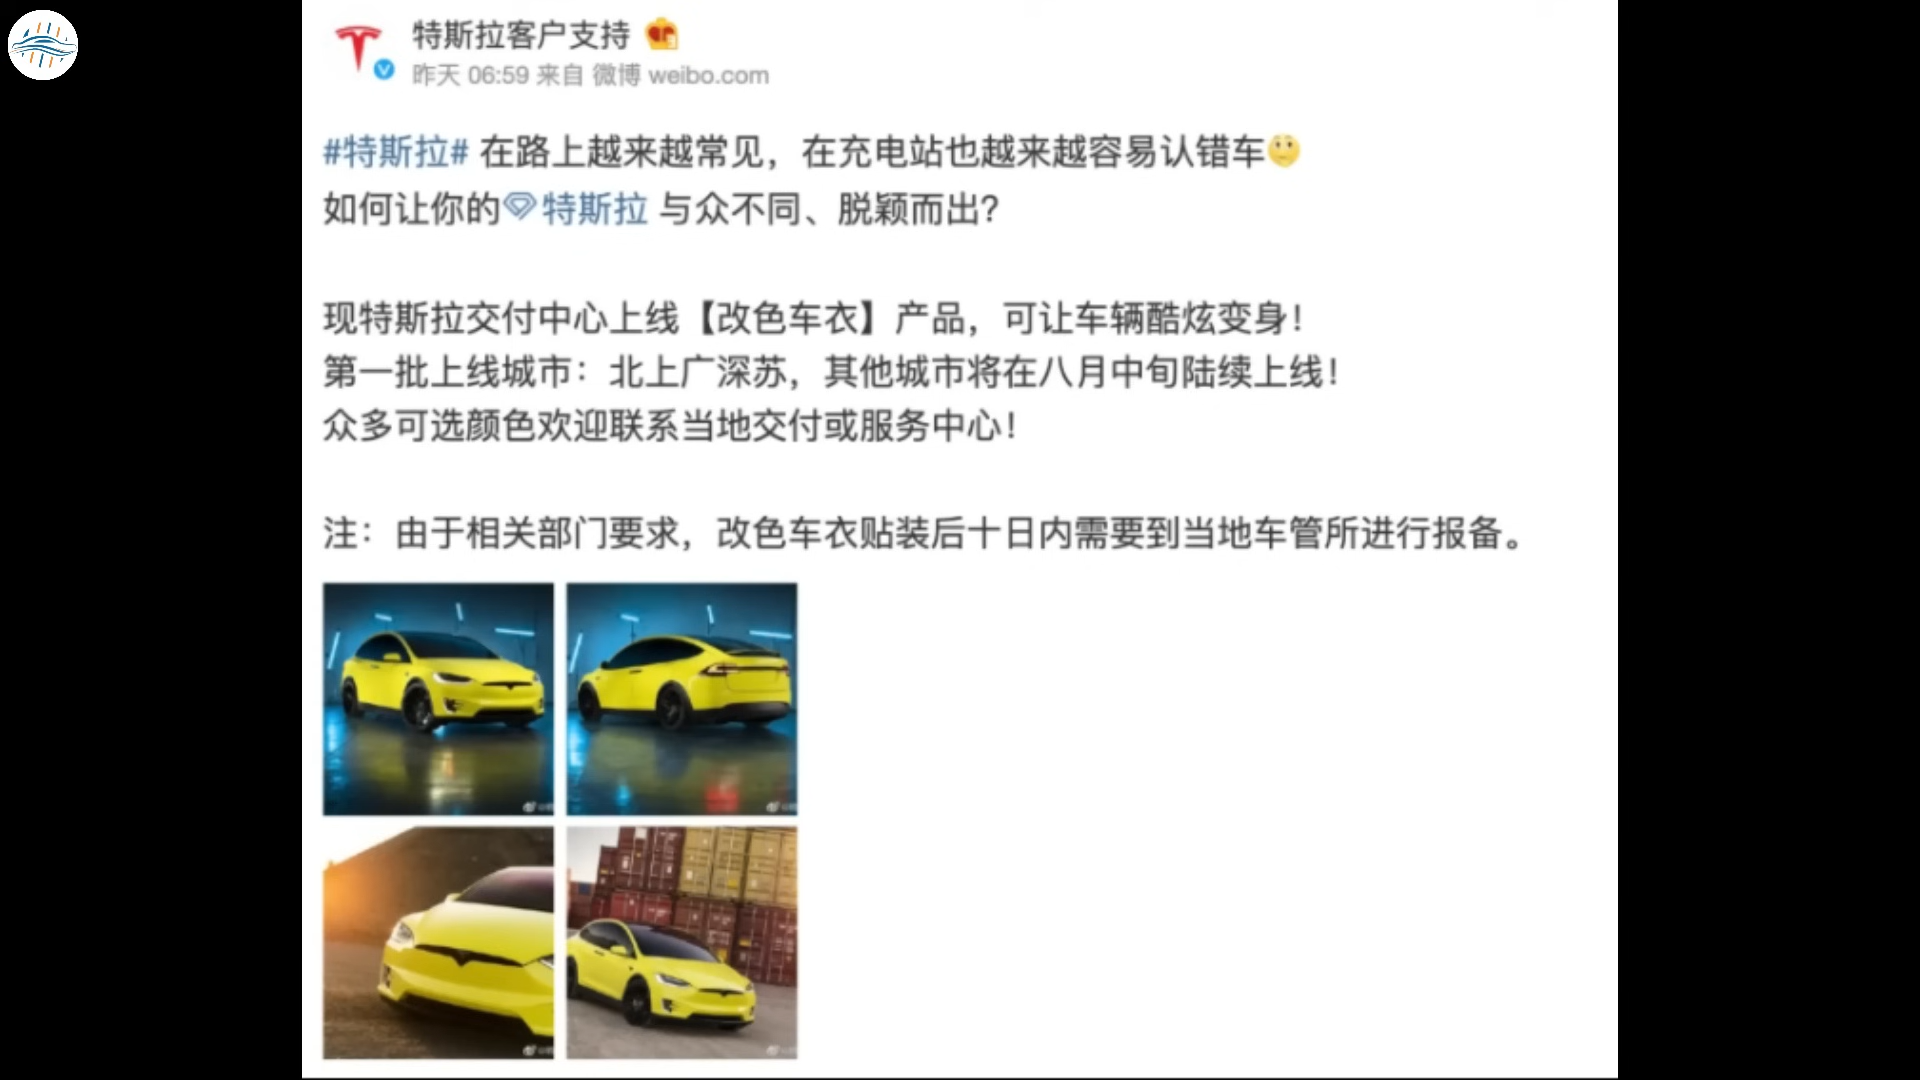 特斯拉客户支持
昨天 06:59 来自 微博 weibo.com
#特斯拉# 在路上越来越常见，在充电站也越来越容易认错车
如何让你的特斯拉 与众不同、脱颖而出?
现特斯拉交付中心上线【改色车衣】产品，可让车辆酷炫变身！
第一批上线城市：北上广深苏，其他城市将在八月中旬陆续上线！
众多可选颜色欢迎联系当地交付或服务中心！
注：由于相关部门要求，改色车衣贴装后十日内需要到当地车管所进行报备。